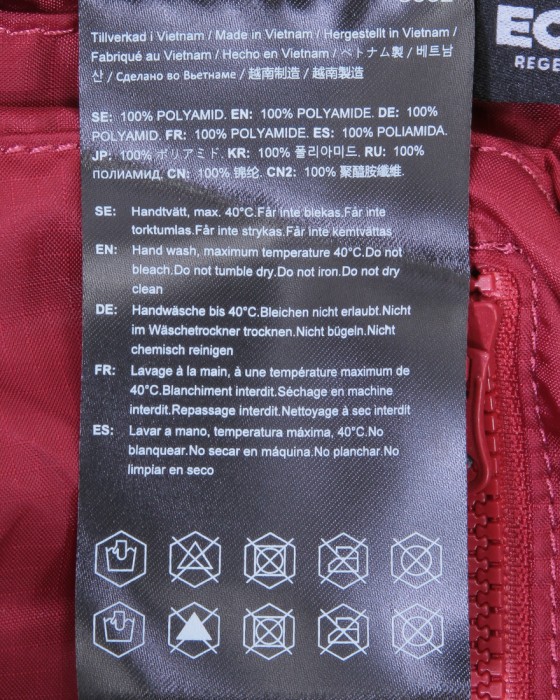 Tillverkad i Vietnam / Made in Vietnam / Hergestellt in Vietnam /
Fabriqué au Vietnam / Hecho en Vietnam / ベトナム製 / 베트남
산 / Сделано во Вьетнаме / 越南制造 / 越南製造
SE: 100% POLYAMID. EN: 100% POLYAMIDE. DE: 100%
POLYAMID. FR: 100% POLYAMIDE. ES: 100% POLIAMIDA.
JP: 100% ポリアミド. KR: 100% 폴리아미드. RU: 100%
ПОЛИАМИД. CN: 100% 锦纶. CN2: 100% 聚醯胺纖維.
SE: Handtvätt, max. 40°C.Får inte blekas.Får inte
torktumlas.Får inte strykas.Får inte kemtvättas
EN: Hand wash, maximum temperature 40°C.Do not
bleach.Do not tumble dry.Do not iron.Do not dry
clean
DE: Handwäsche bis 40°C.Bleichen nicht erlaubt.Nicht
im Wäschetrockner trocknen.Nicht bügeln.Nicht
chemisch reinigen
FR: Lavage à la main, à une température maximum de
40°C.Blanchiment interdit.Séchage en machine
interdit.Repassage interdit.Nettoyage à sec interdit
ES: Lavar a mano, temperatura máxima, 40°C.No
blanquear.No secar en máquina.No planchar.No
limpiar en seco